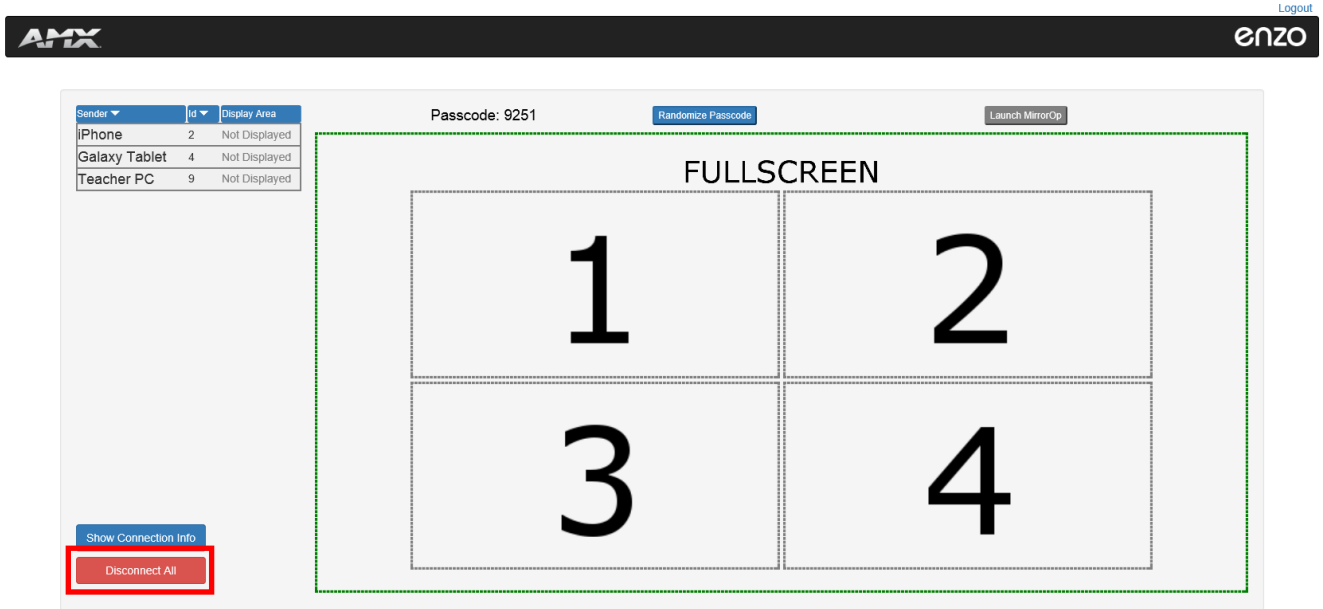 Logout
AMX
enzo
Sender Id Display Area
iPhone 2 Not Displayed
Galaxy Tablet 4 Not Displayed
Teacher PC 9 Not Displayed
Passcode: 9251
Randomize Passcode
Launch MirrorOp
FULLSCREEN
1
2
3
4
Show Connection Info
Disconnect All